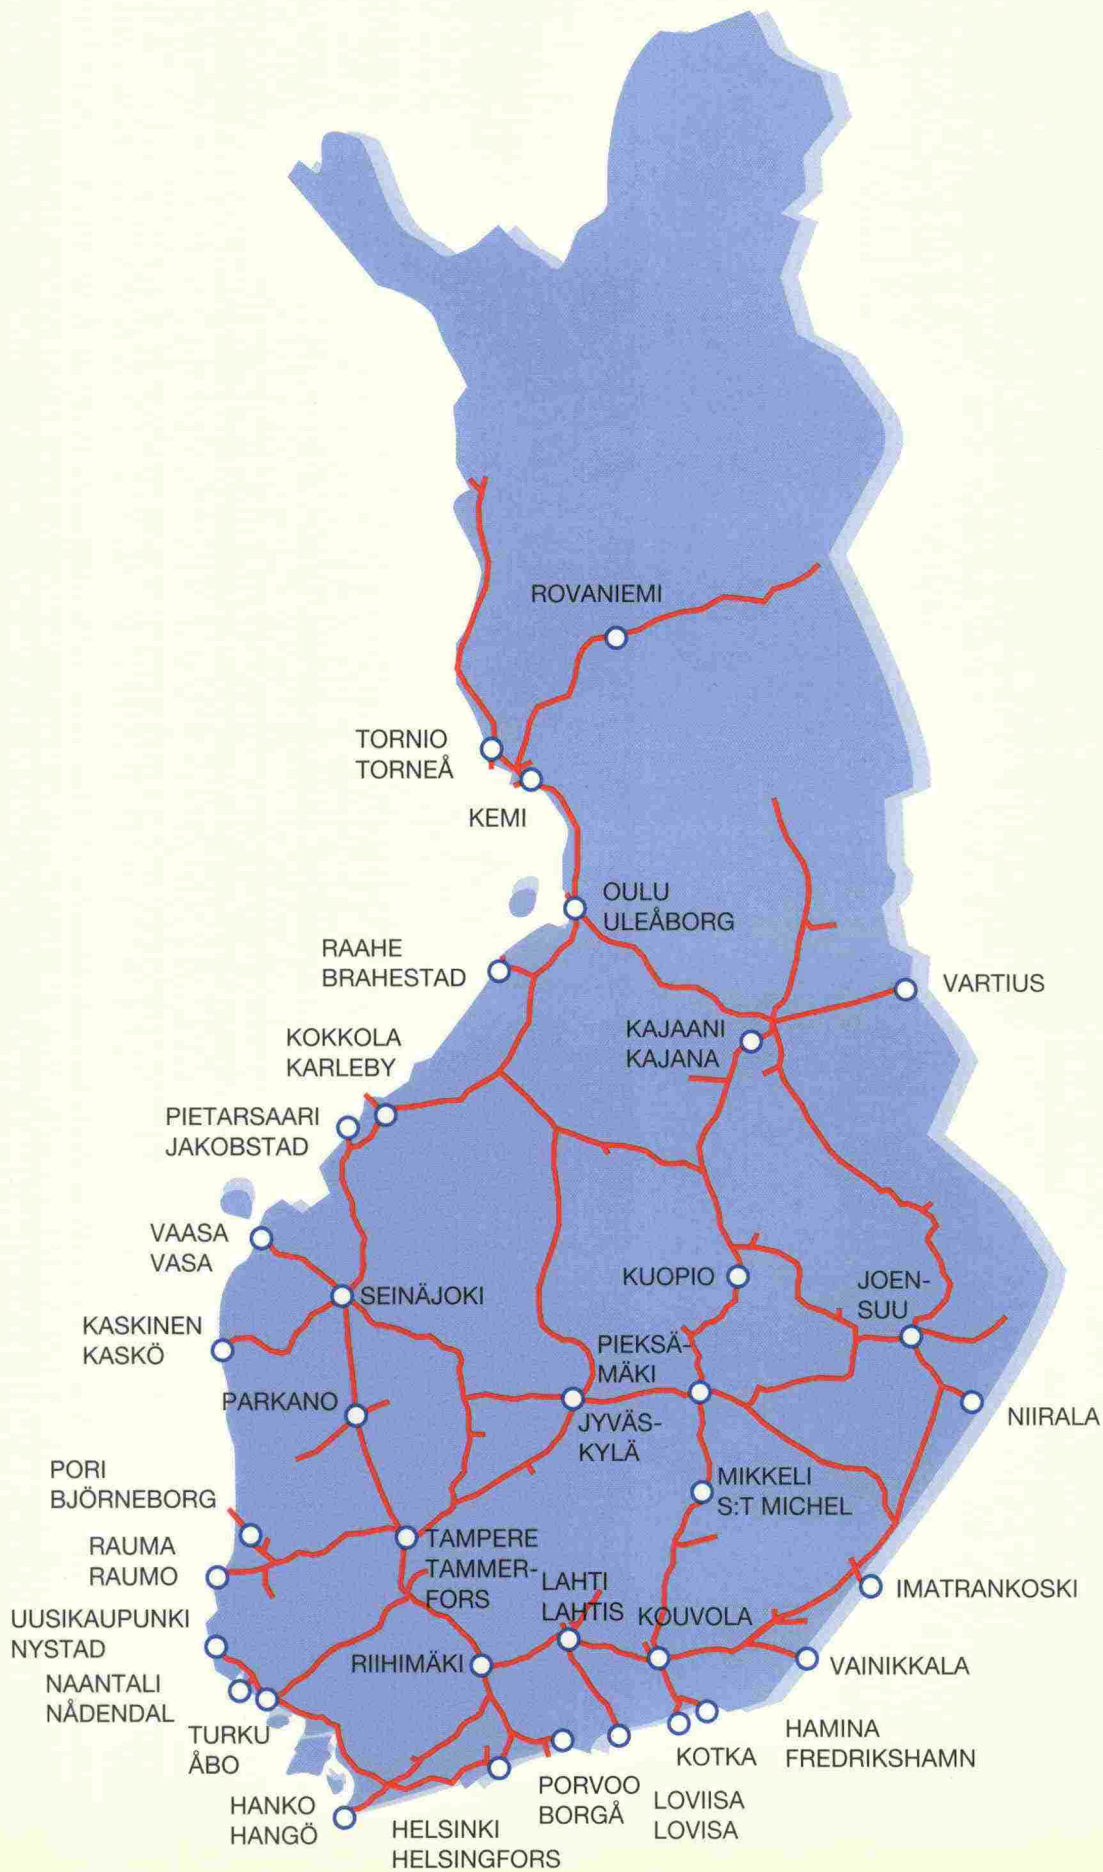 ROVANIEMI
TORNIO
TORNEÅ
KEMI
OULU
ULEÅBORG
RAAHE
BRAHESTAD
VARTIUS
KOKKOLA
KARLEBY
KAJAANI
KAJANA
PIETARSAARI
JAKOBSTAD
VAASA
VASA
KUOPIO
JOEN-
SUU
SEINÄJOKI
KASKINEN
KASKÖ
PIEKSÄ-
MÄKI
PARKANO
NIIRALA
JYVÄS-
KYLÄ
PORI
BJÖRNEBORG
MIKKELI
S:T MICHEL
RAUMA
RAUMO
TAMPERE
TAMMER-
FORS
LAHTI
LAHTIS
IMATRANKOSKI
UUSIKAUPUNKI
NYSTAD
KOUVOLA
RIIHIMÄKI
VAINIKKALA
NAANTALI
NÅDENDAL
TURKU
ÅBO
HAMINA
FREDRIKSHAMN
KOTKA
PORVOO
BORGÅ
LOVIISA
LOVISA
HANKO
HANGÖ
HELSINKI
HELSINGFORS